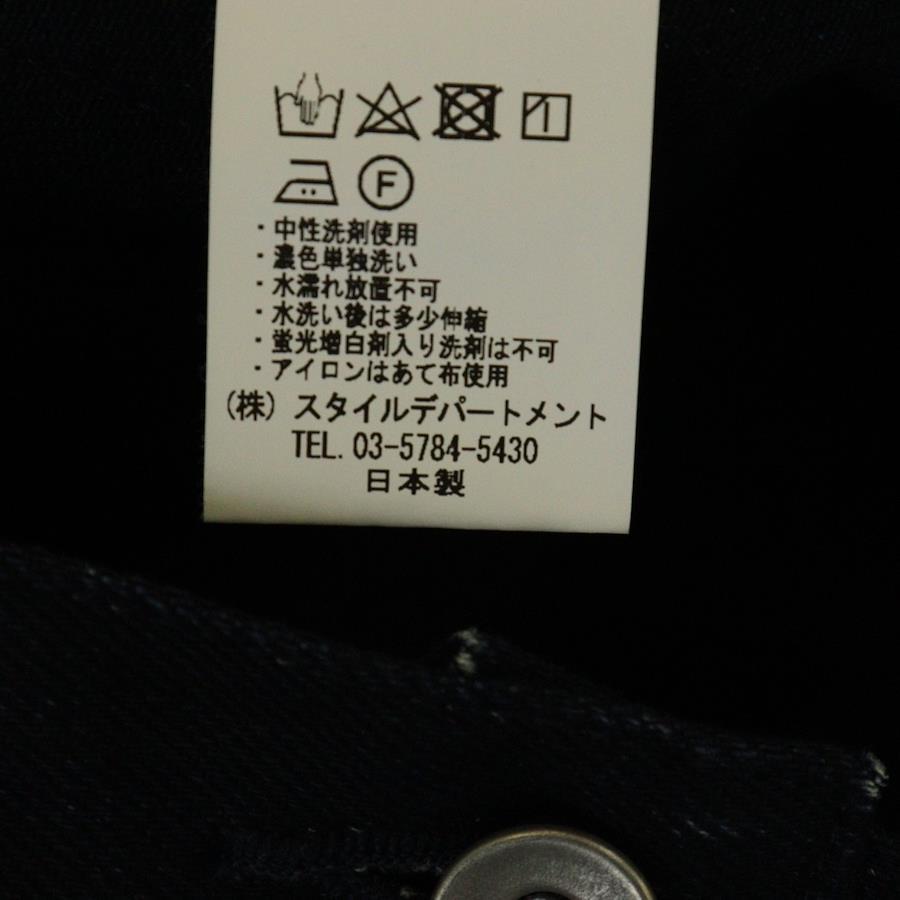 F
・中性洗剤使用
・濃色単独洗い
・水濡れ放置不可
・水洗い後は多少伸縮
・蛍光増白剤入り洗剤は不可
・アイロンはあて布使用
(株) スタイルデパートメント
TEL. 03-5784-5430
日本製